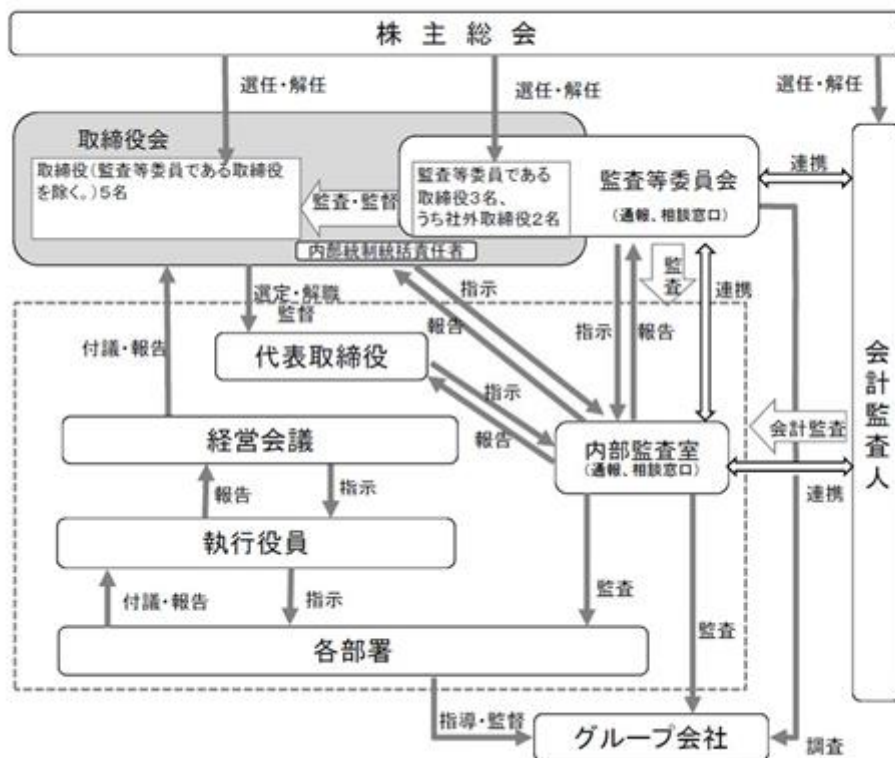 株主総会
選任・解任
選任・解任
選任・解任
取締役会
取締役(監査等委員である取締役
を除く。)5名
監査・監督
監査等委員である
取締役3名、
うち社外取締役2名
監査等委員会
(通報、相談窓口)
連携
内部統制統括責任者
選定・解職
監督
指示
報告
指示
報告
監査
連携
付議・報告
代表取締役
指示
報告
会計監査人
経営会議
内部監査室
(通報、相談窓口)
会計監査
連携
報告
指示
執行役員
付議・報告
指示
監査
監査
各部署
指導・監督
グループ会社
調査